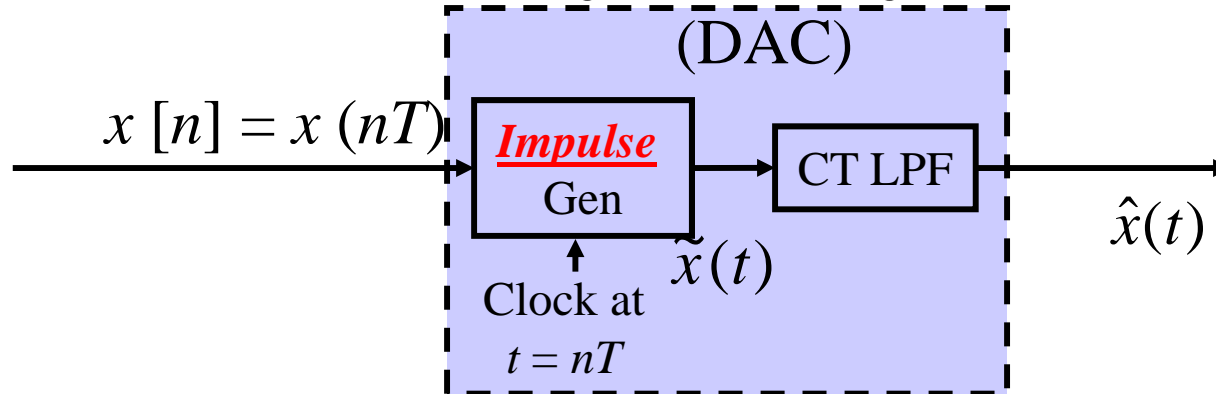 (DAC)
x [n] = x (nT)
Impulse
Gen
CT LPF
x̂(t)
x̃(t)
Clock at
t = nT